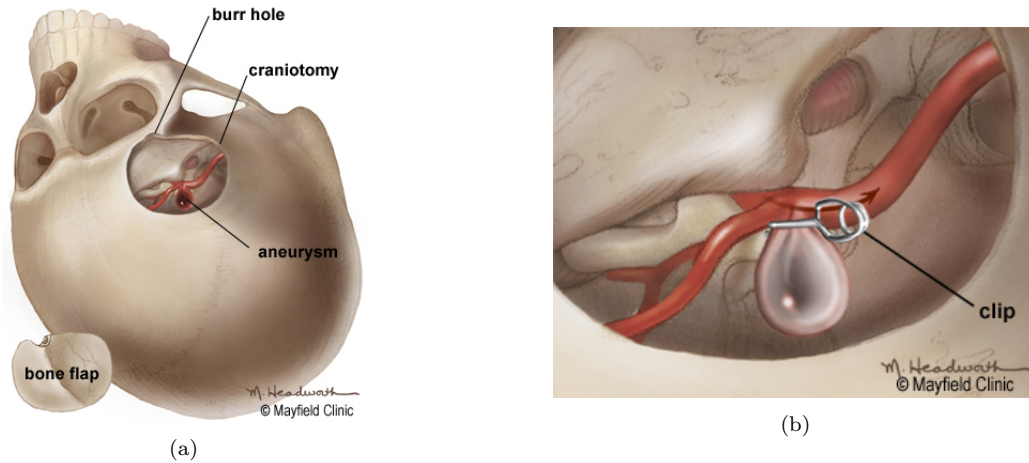 burr hole
craniotomy
aneurysm
bone flap
M. Headworth
© Mayfield Clinic
(a)
clip
M. Headworth
© Mayfield Clinic
(b)